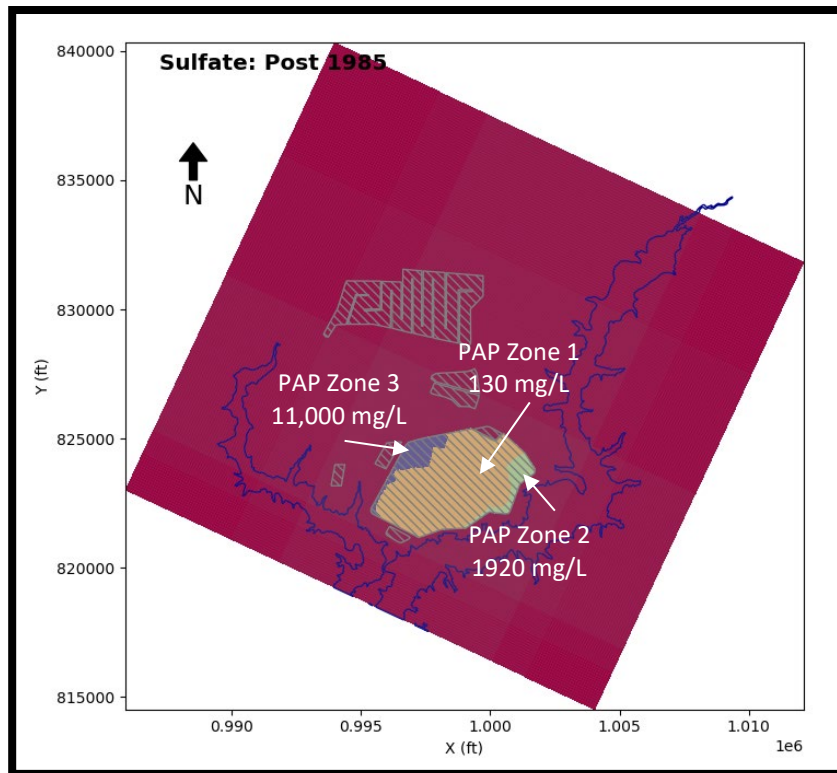 Sulfate: Post 1985
840000
835000
830000
825000
820000
815000
Y (ft)
N
PAP Zone 1
130 mg/L
PAP Zone 3
11,000 mg/L
PAP Zone 2
1920 mg/L
0.990
0.995
1.000
1.005
1.010
1e6
X (ft)